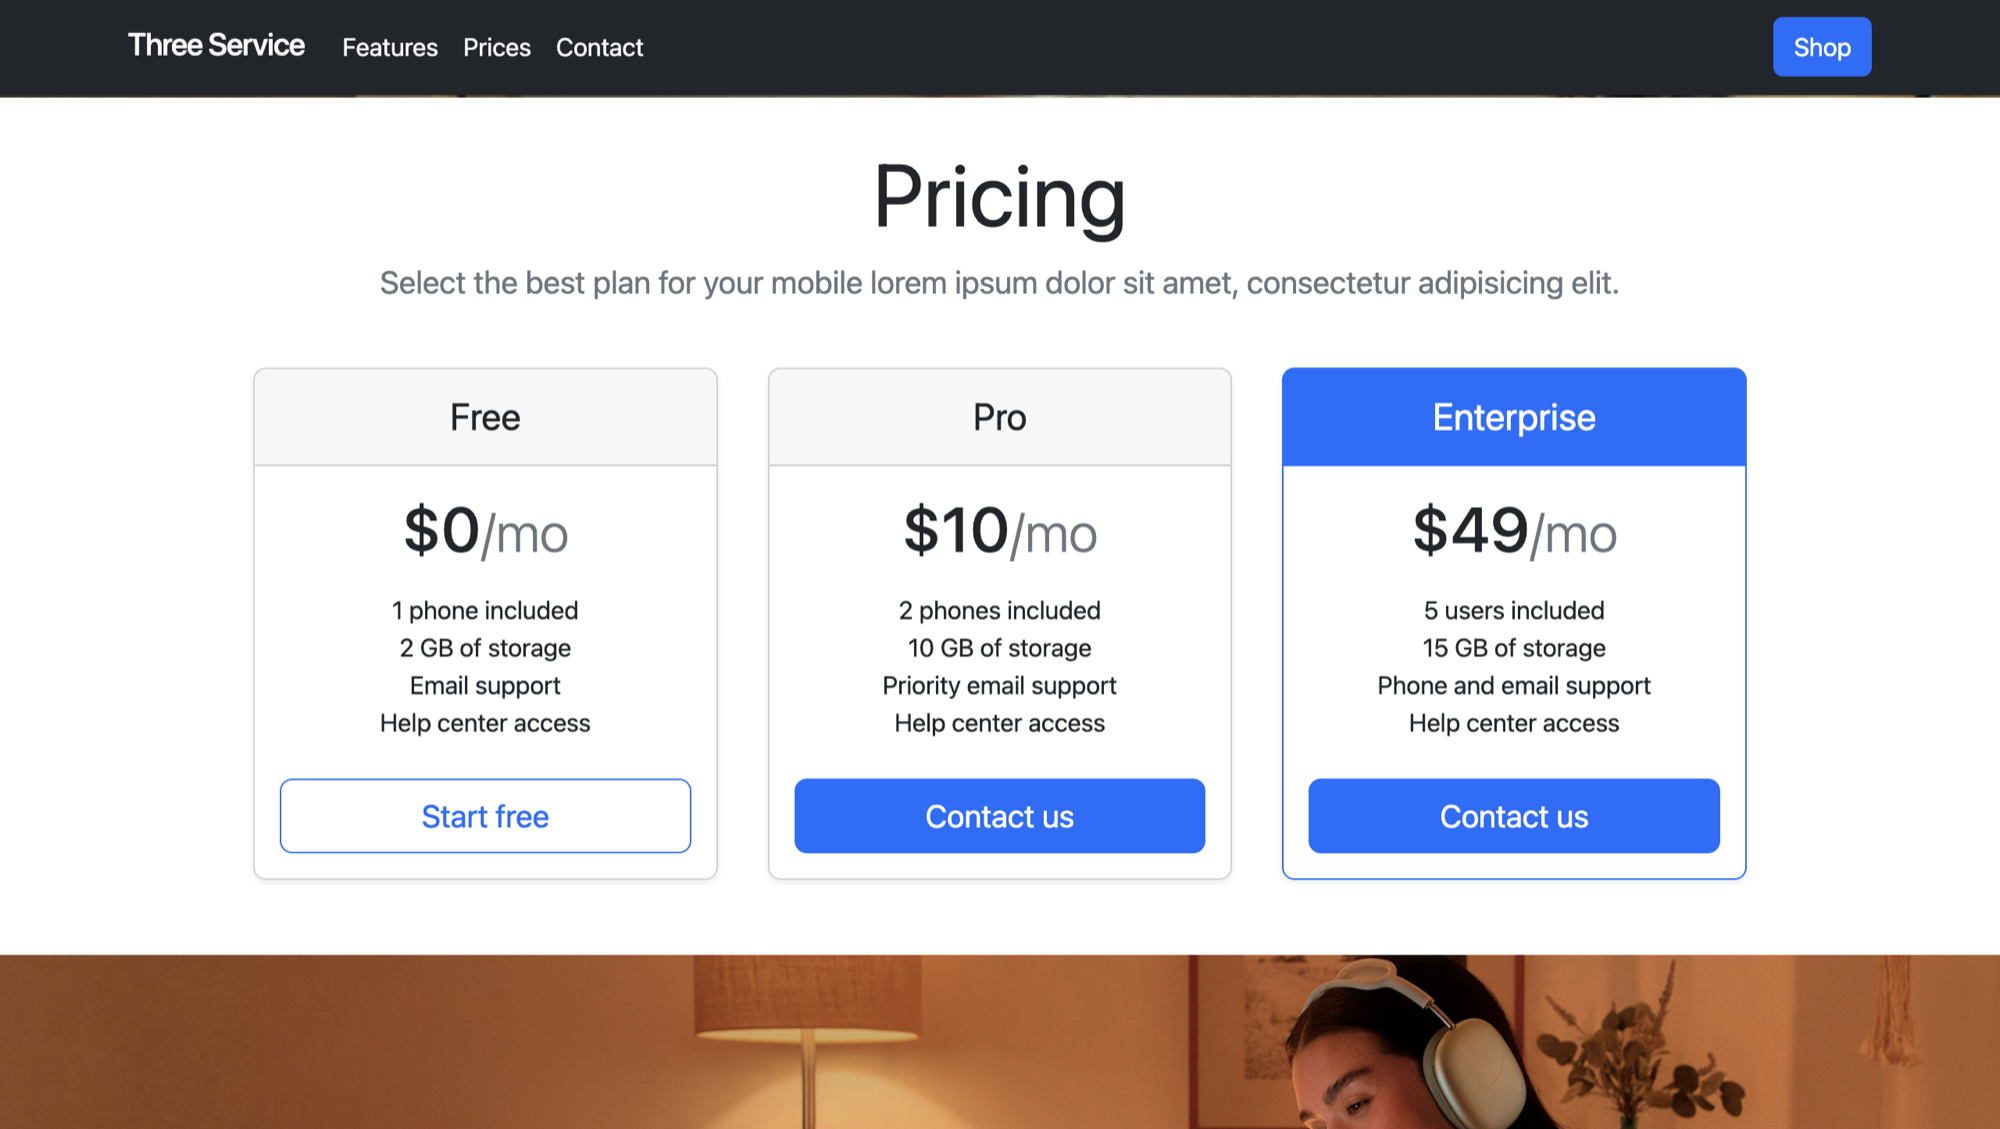 Three Service
Features
Prices
Contact
Shop
Pricing
Select the best plan for your mobile lorem ipsum dolor sit amet, consectetur adipisicing elit.
Free
$0/mo
1 phone included
2 GB of storage
Email support
Help center access
Start free
Pro
$10/mo
2 phones included
10 GB of storage
Priority email support
Help center access
Contact us
Enterprise
$49/mo
5 users included
15 GB of storage
Phone and email support
Help center access
Contact us